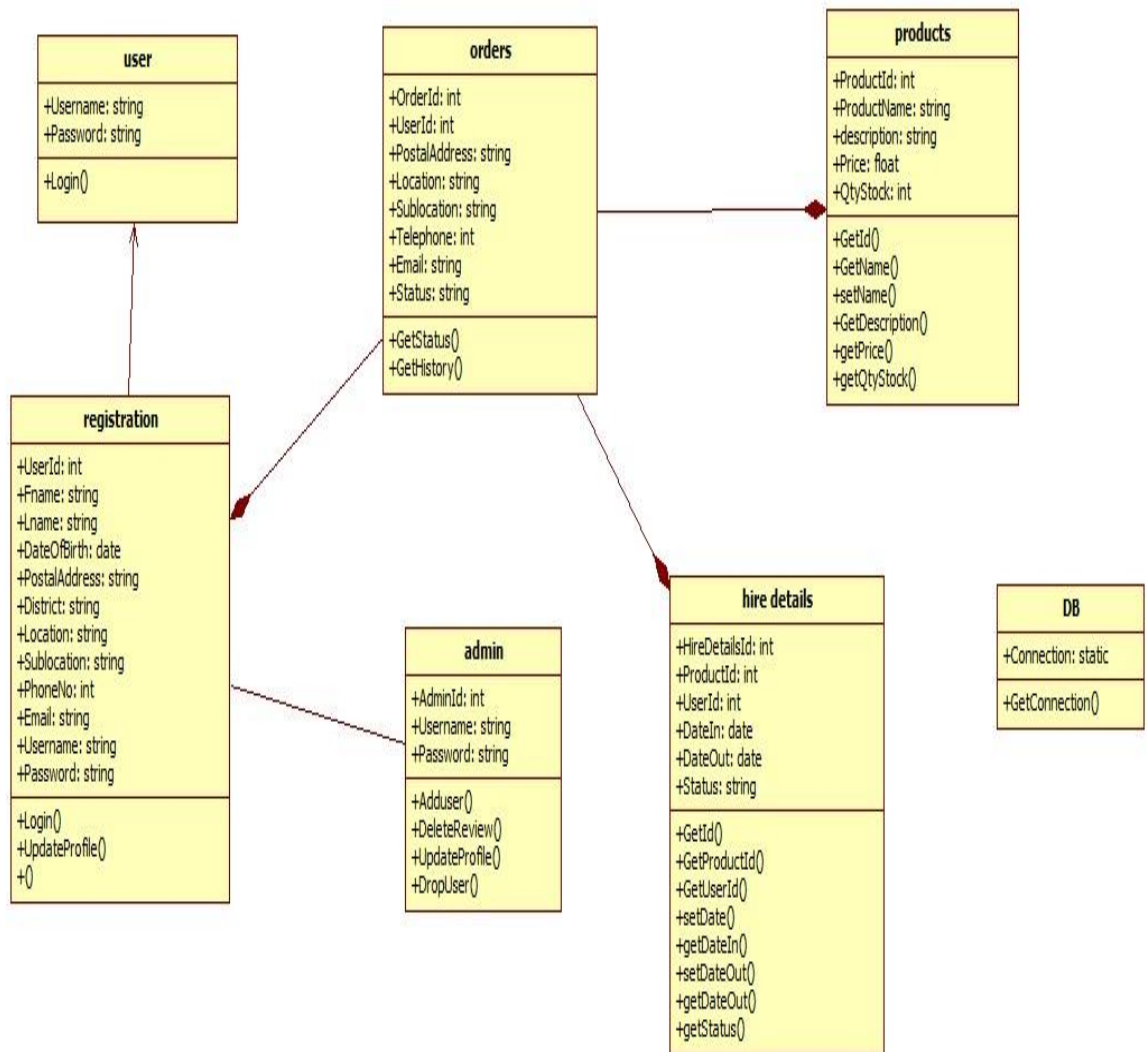 user
+Username: string
+Password: string
+Login()
orders
+OrderId: int
+UserId: int
+PostalAddress: string
+Location: string
+Sublocation: string
+Telephone: int
+Email: string
+Status: string
+GetStatus()
+GetHistory()
products
+ProductId: int
+ProductName: string
+description: string
+Price: float
+QtyStock: int
+GetId()
+GetName()
+setName()
+GetDescription()
+getPrice()
+getQtyStock()
registration
+UserId: int
+Fname: string
+Lname: string
+DateOfBirth: date
+PostalAddress: string
+District: string
+Location: string
+Sublocation: string
+PhoneNo: int
+Email: string
+Username: string
+Password: string
+Login()
+UpdateProfile()
+()
admin
+AdminId: int
+Username: string
+Password: string
+Adduser()
+DeleteReview()
+UpdateProfile()
+DropUser()
hire details
+HireDetailsId: int
+ProductId: int
+UserId: int
+DateIn: date
+DateOut: date
+Status: string
+GetId()
+GetProductId()
+GetUserId()
+setDate()
+getDateIn()
+setDateOut()
+getDateOut()
+getStatus()
DB
+Connection: static
+GetConnection()